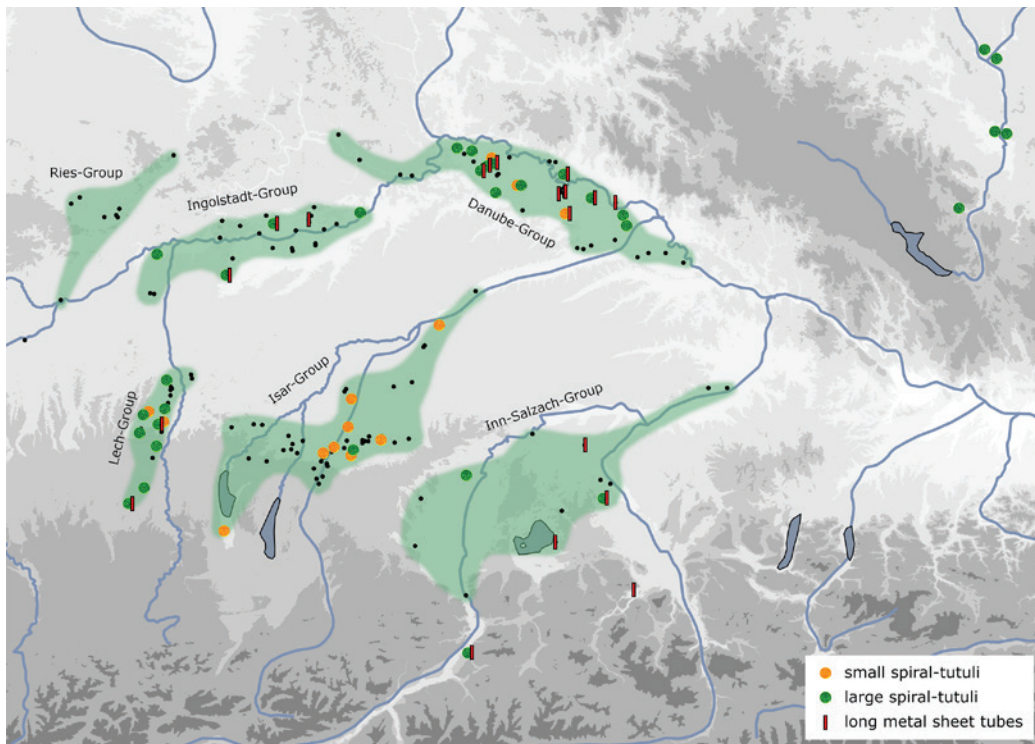 Ries-Group
Ingolstadt-Group
Danube-Group
Isar-Group
Lech-Group
Inn-Salzach-Group
small spiral-tutuli
large spiral-tutuli
long metal sheet tubes